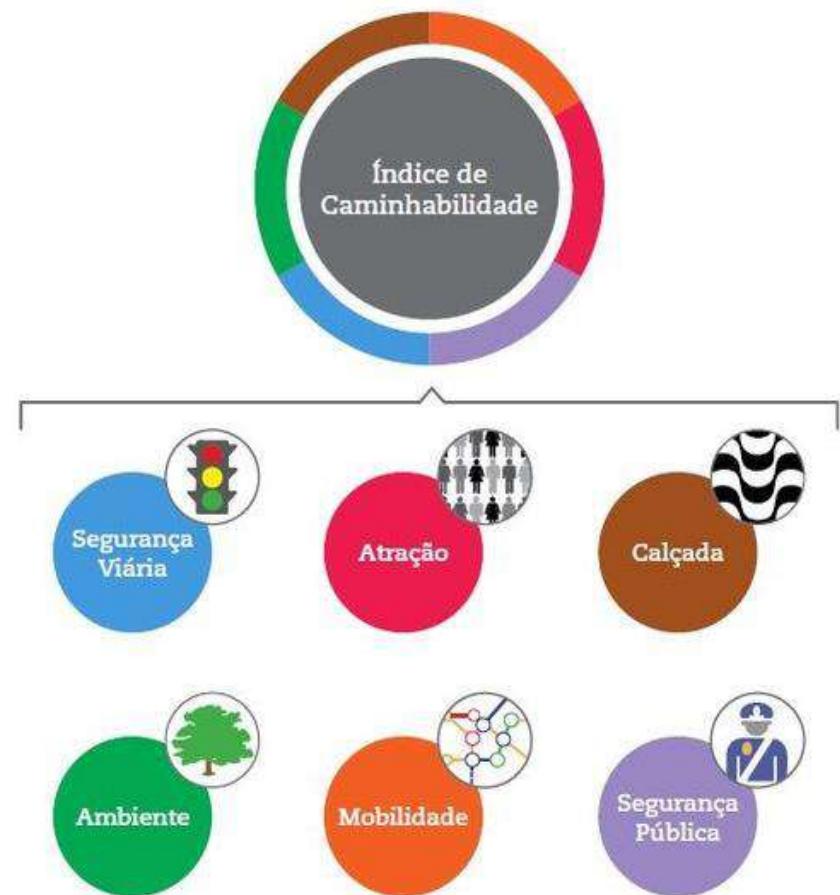 Índice de
Caminhabilidade
Segurança
Viária
Atração
Calçada
Ambiente
Mobilidade
Segurança
Pública